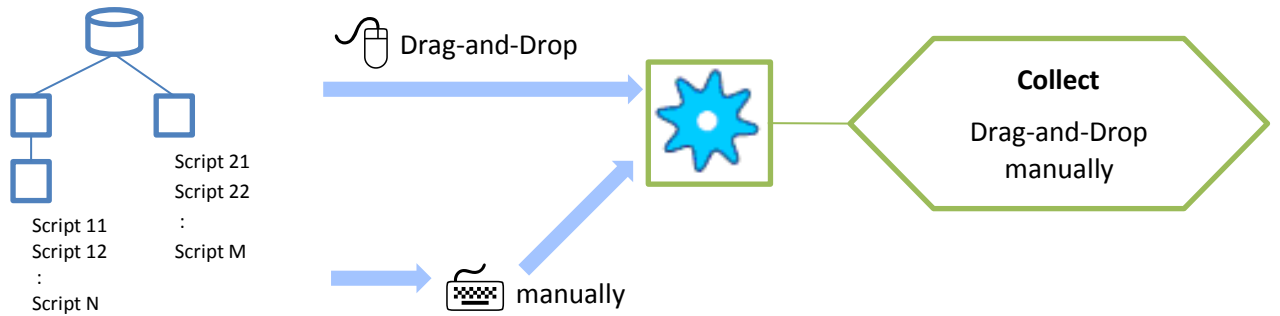 Drag-and-Drop
Script 21
Script 22
:
Script M
Script 11
Script 12
:
Script N
manually
Collect
Drag-and-Drop
manually